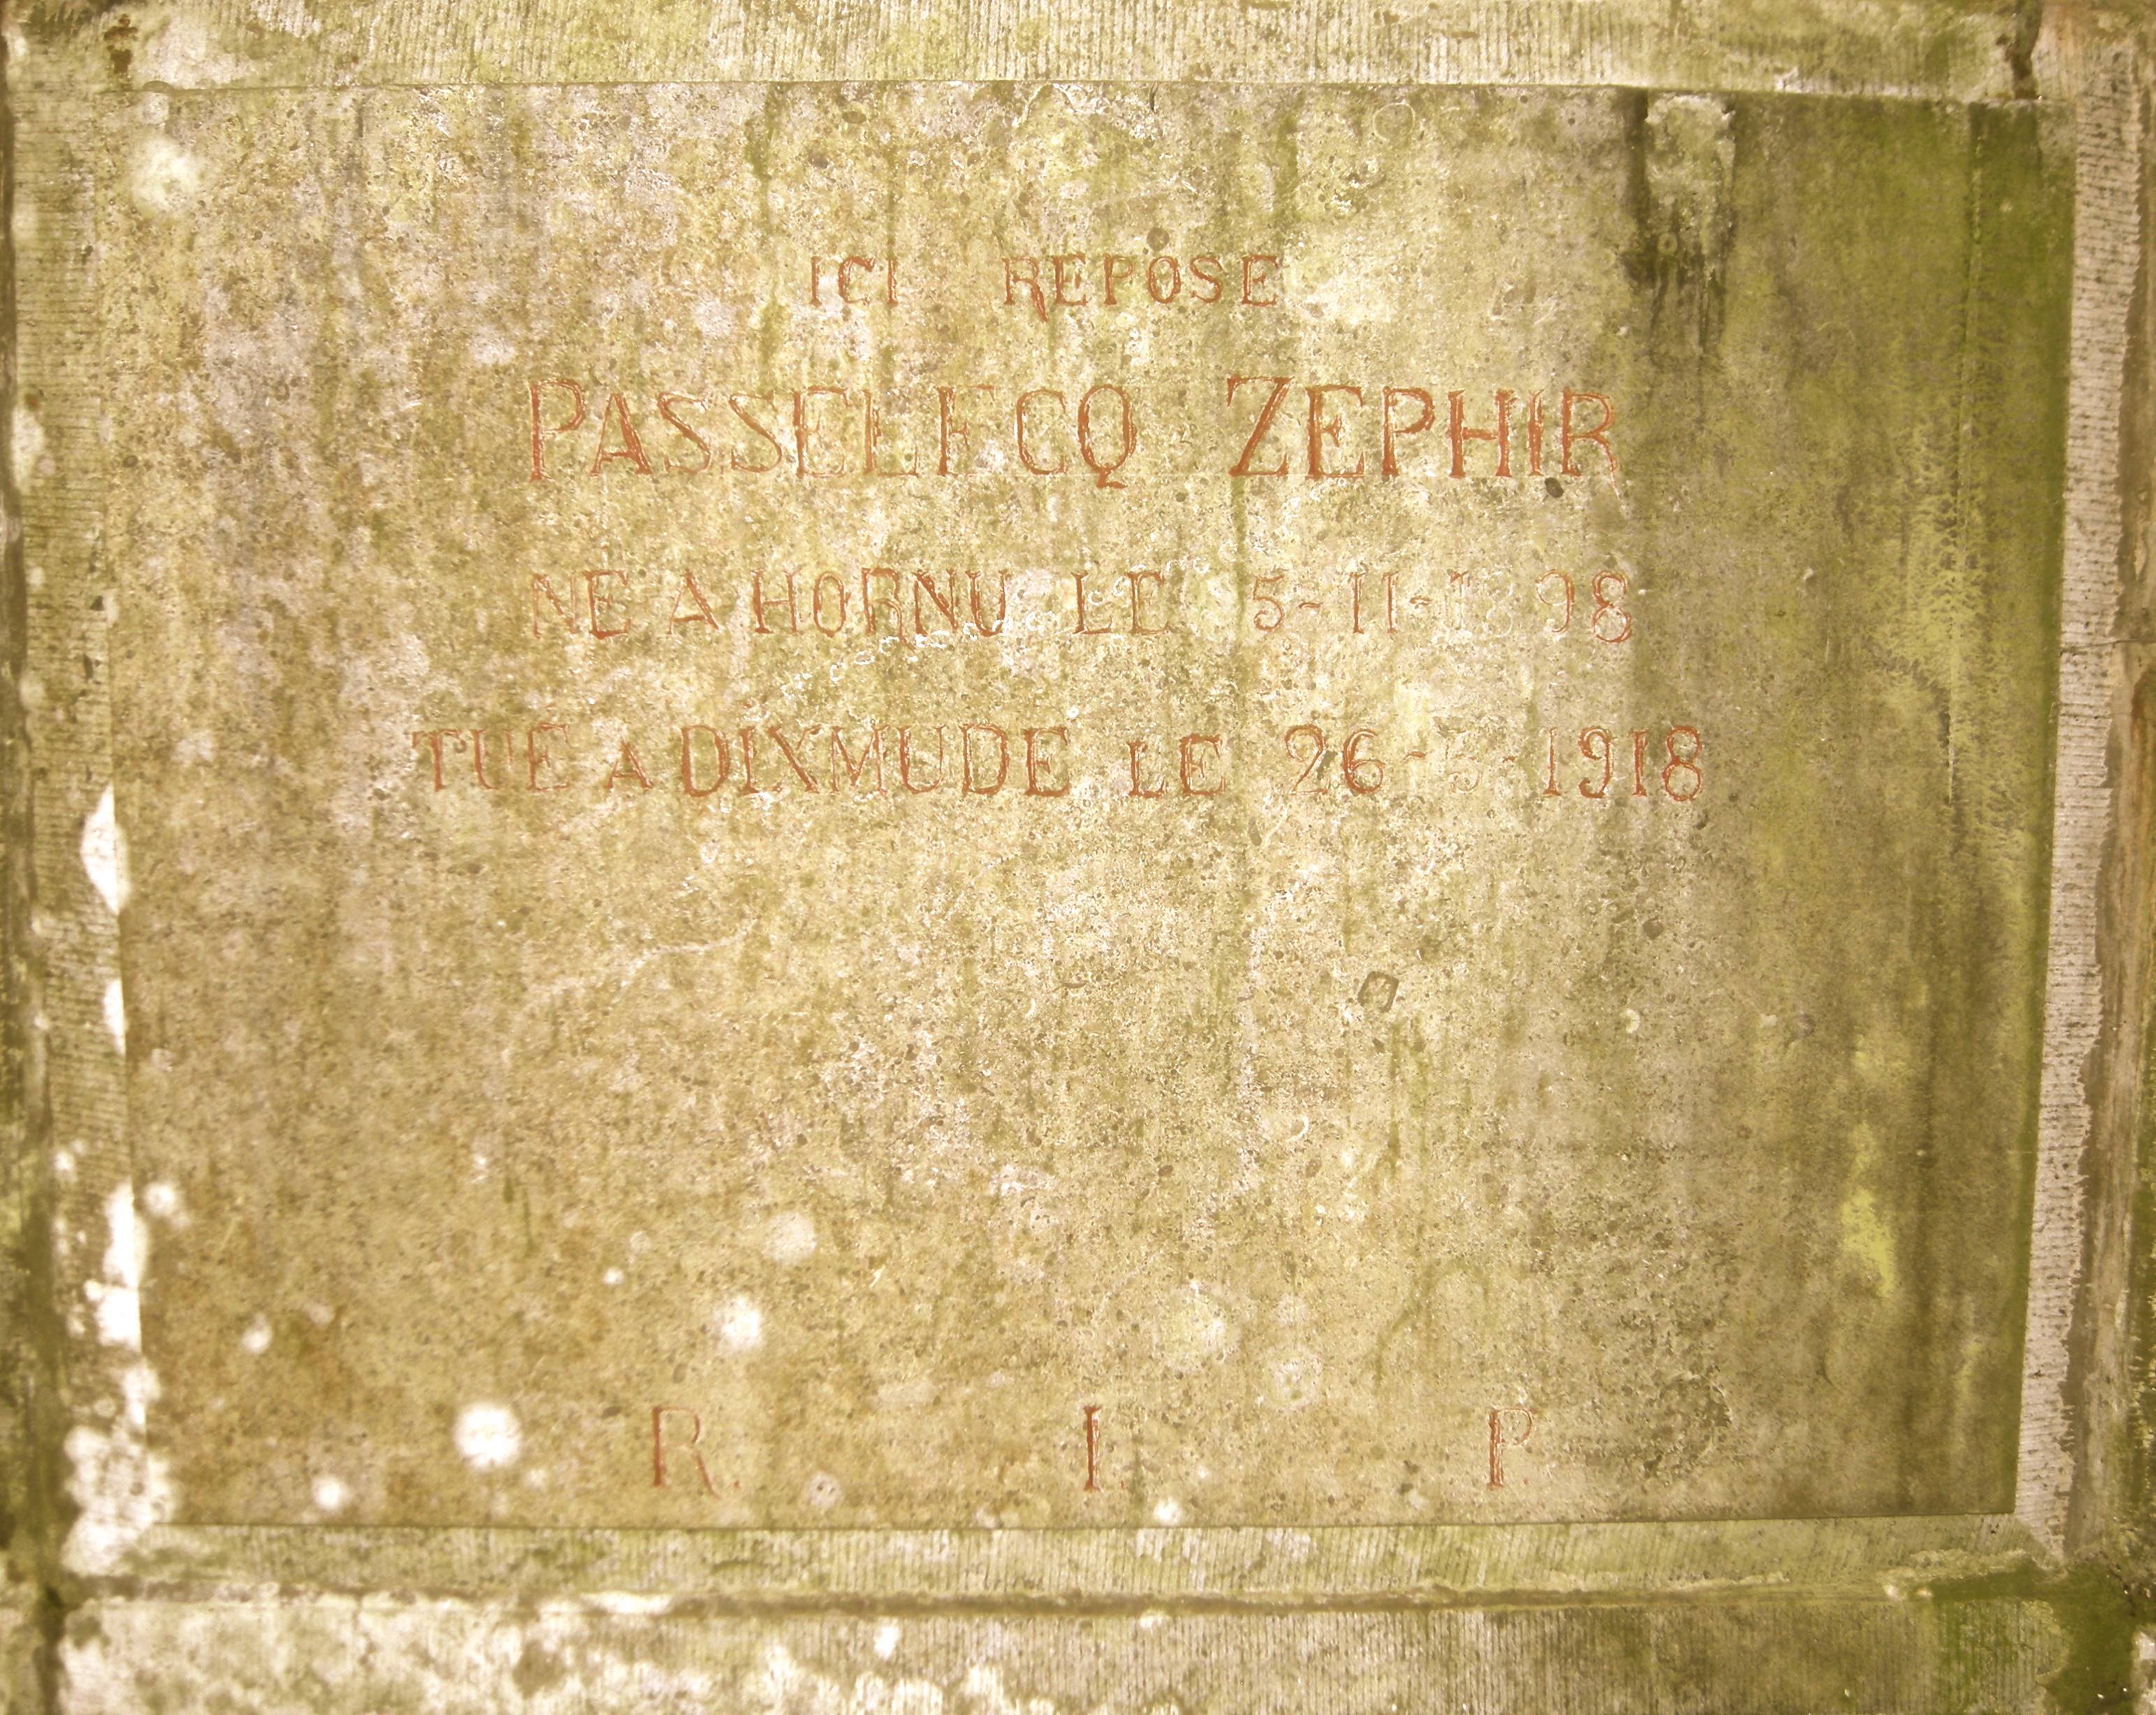 ICI REPOSE
PASSELECQ ZEPHIR
NE A HORNU LE 5-11-1898
TUE A DIXMUDE LE 26-5-1918
R. I. P.